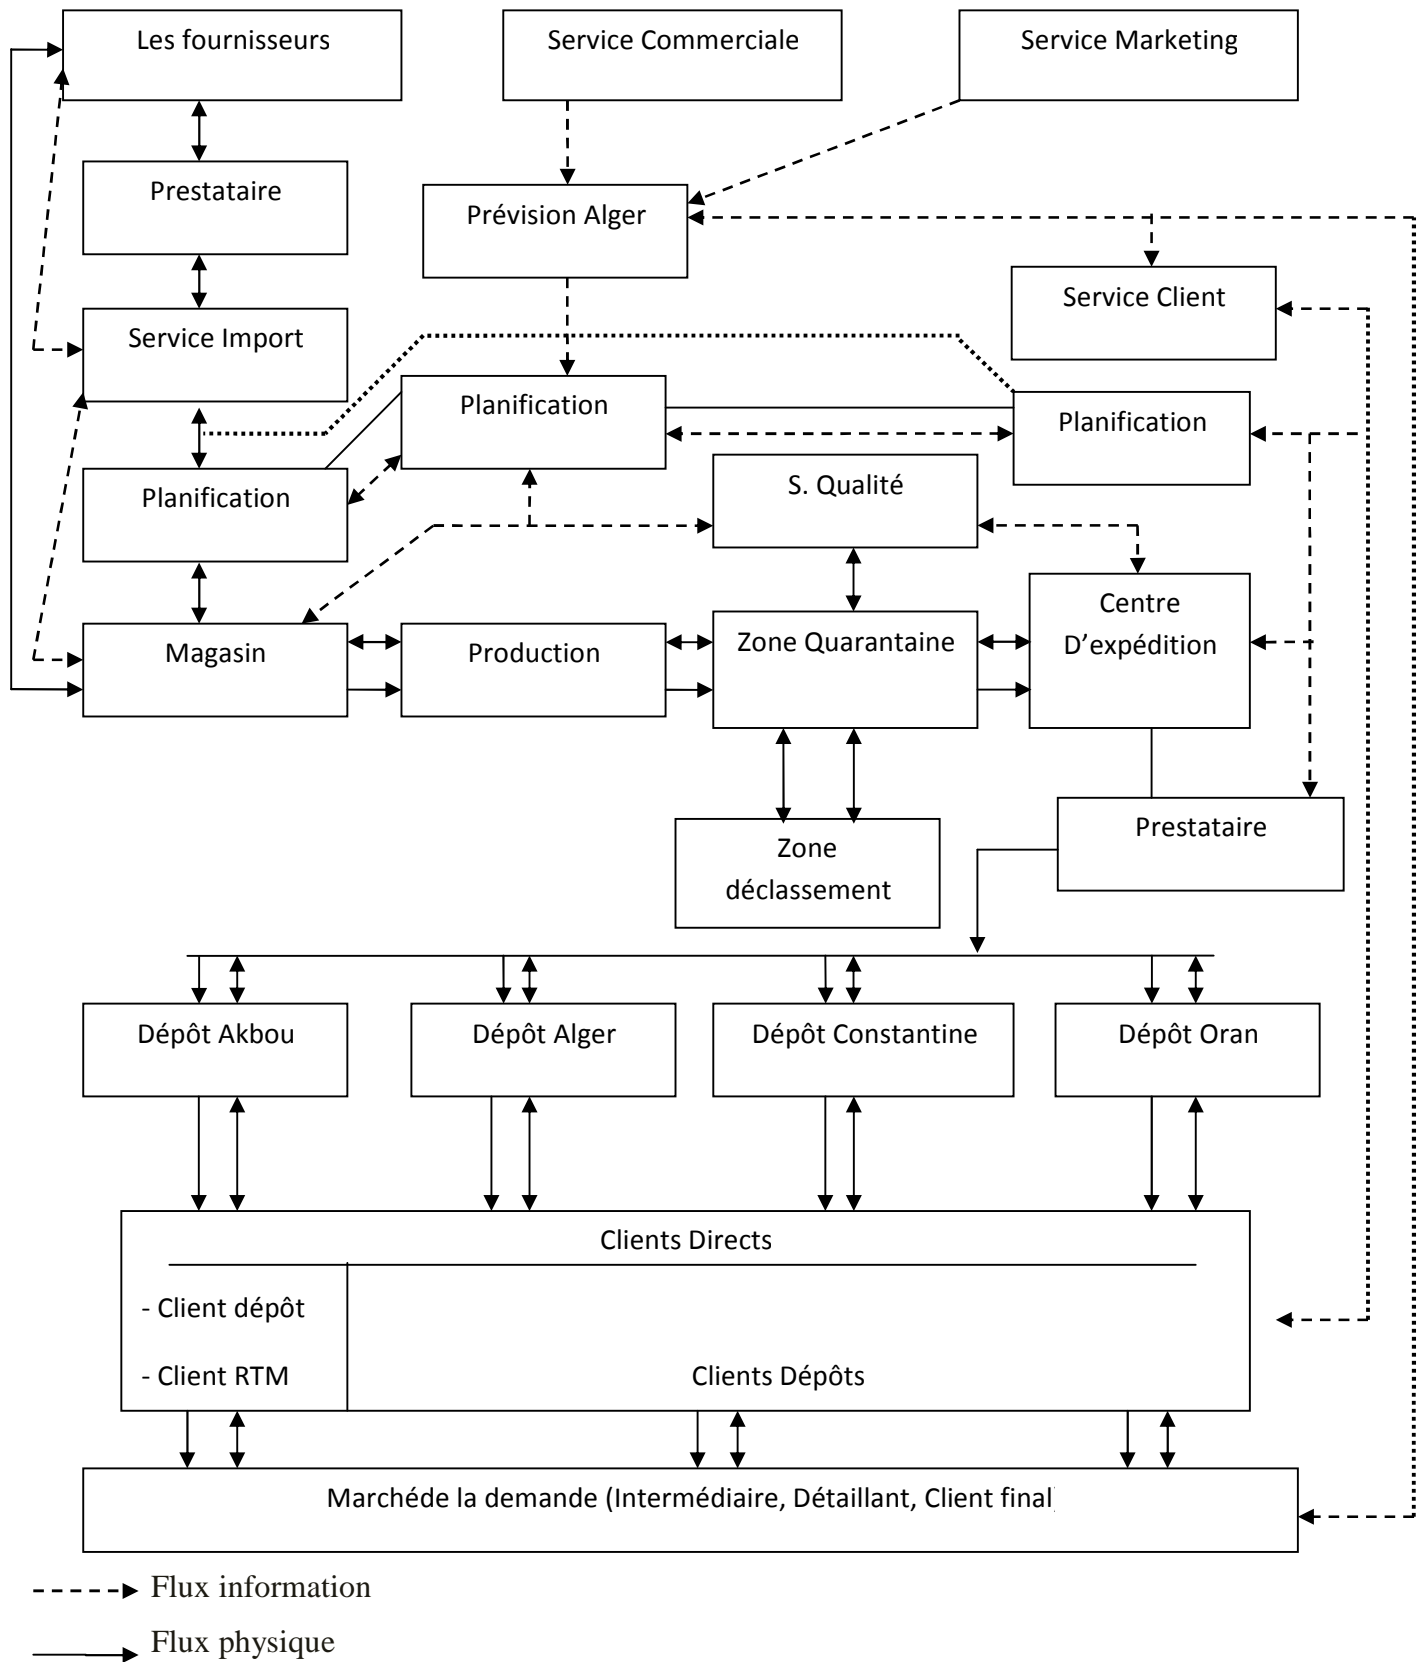 Les fournisseurs
Service Commerciale
Service Marketing
Prestataire
Prévision Alger
Service Client
Service Import
Planification
Planification
Planification
S. Qualité
Centre
D’expédition
Magasin
Production
Zone Quarantaine
Prestataire
Zone
déclassement
Dépôt Akbou
Dépôt Alger
Dépôt Constantine
Dépôt Oran
Clients Directs
- Client dépôt
- Client RTM
Clients Dépôts
Marchéde la demande (Intermédiaire, Détaillant, Client final
Flux information
Flux physique